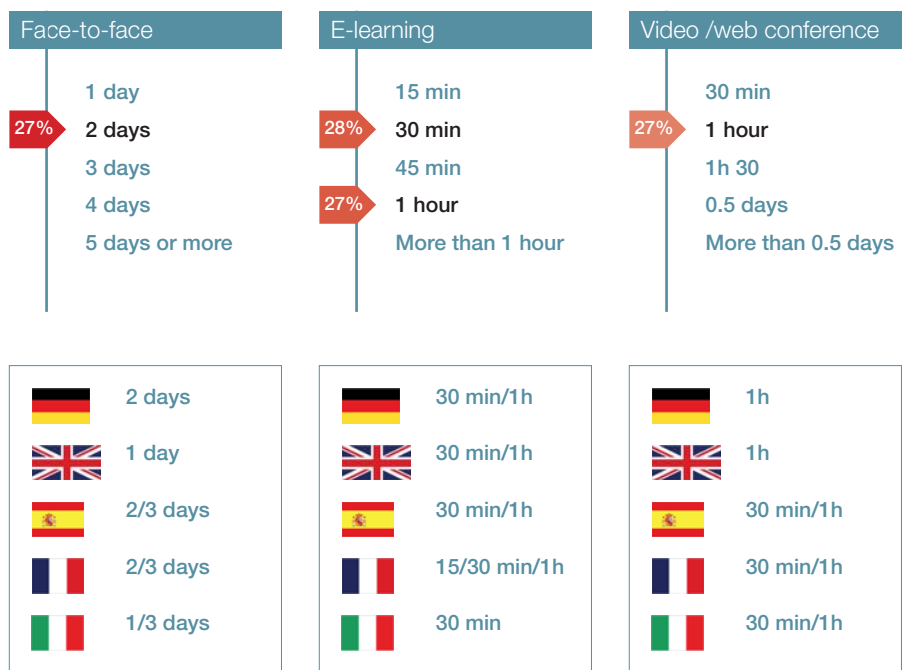 Face-to-face
1 day
27% 2 days
3 days
4 days
5 days or more
E-learning
15 min
28% 30 min
45 min
27% 1 hour
More than 1 hour
Video /web conference
30 min
27% 1 hour
1h 30
0.5 days
More than 0.5 days
2 days
1 day
2/3 days
2/3 days
1/3 days
30 min/1h
30 min/1h
30 min/1h
15/30 min/1h
30 min
1h
1h
30 min/1h
30 min/1h
30 min/1h